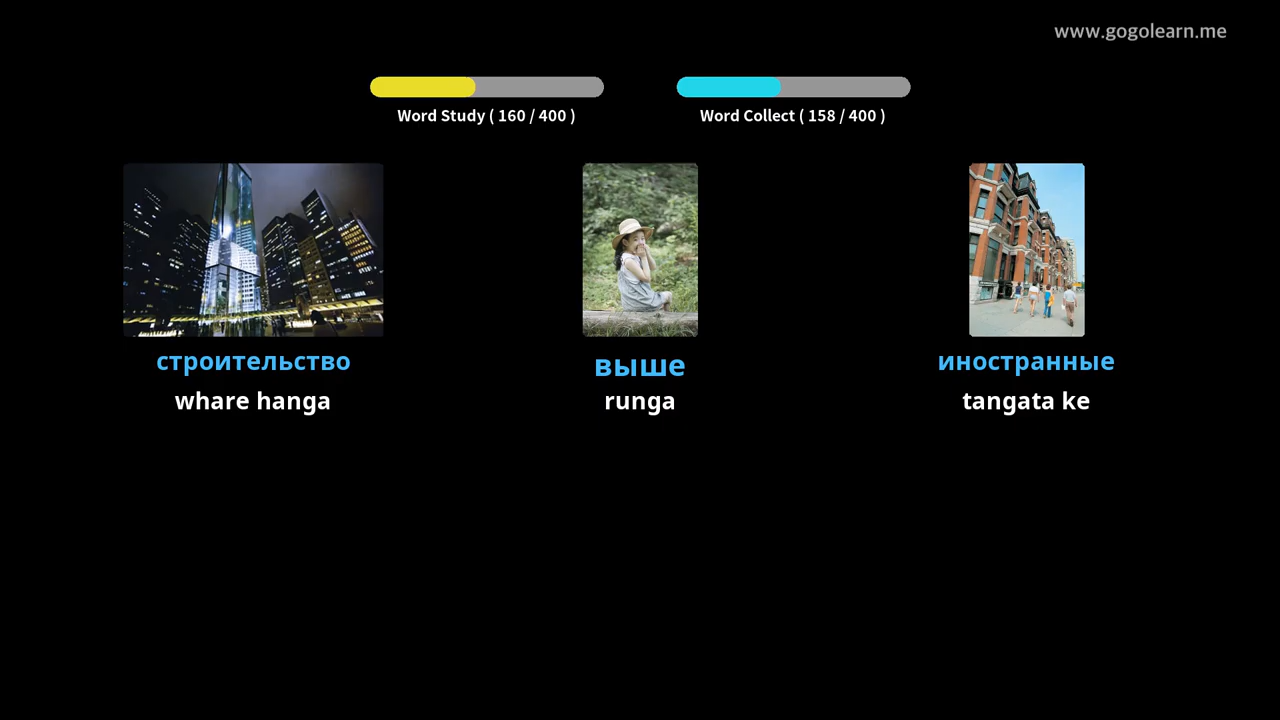 www.gogolearn.me
Word Study ( 160 / 400 )
Word Collect ( 158 / 400 )
строительство
whare hanga
выше
runga
иностранные
tangata ke